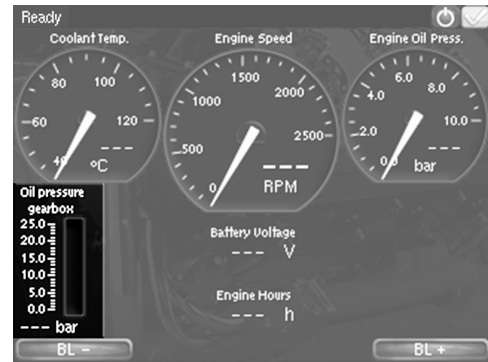 Ready
Coolant Temp.
Engine Speed
Engine Oil Press.
40
60
80
100
120
---
°C
0
500
1000
1500
2000
2500
---
RPM
0.0
2.0
4.0
6.0
8.0
10.0
---
bar
Oil pressure
gearbox
25.0
20.0
15.0
10.0
5.0
0.0
--- bar
Battery Voltage
--- V
Engine Hours
--- h
BL -
BL +